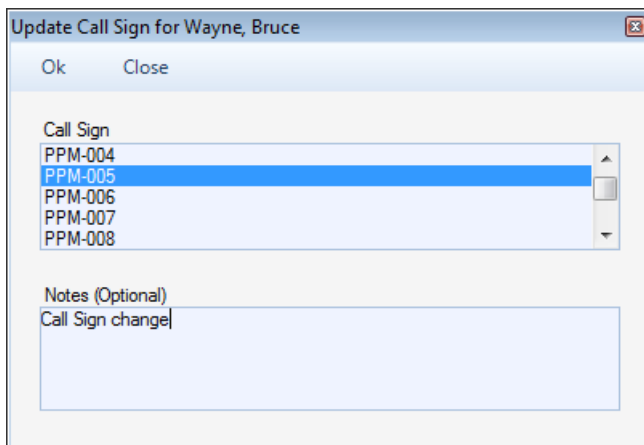 Update Call Sign for Wayne, Bruce
Ok Close
Call Sign
PPM-004
PPM-005
PPM-006
PPM-007
PPM-008
Notes (Optional)
Call Sign change